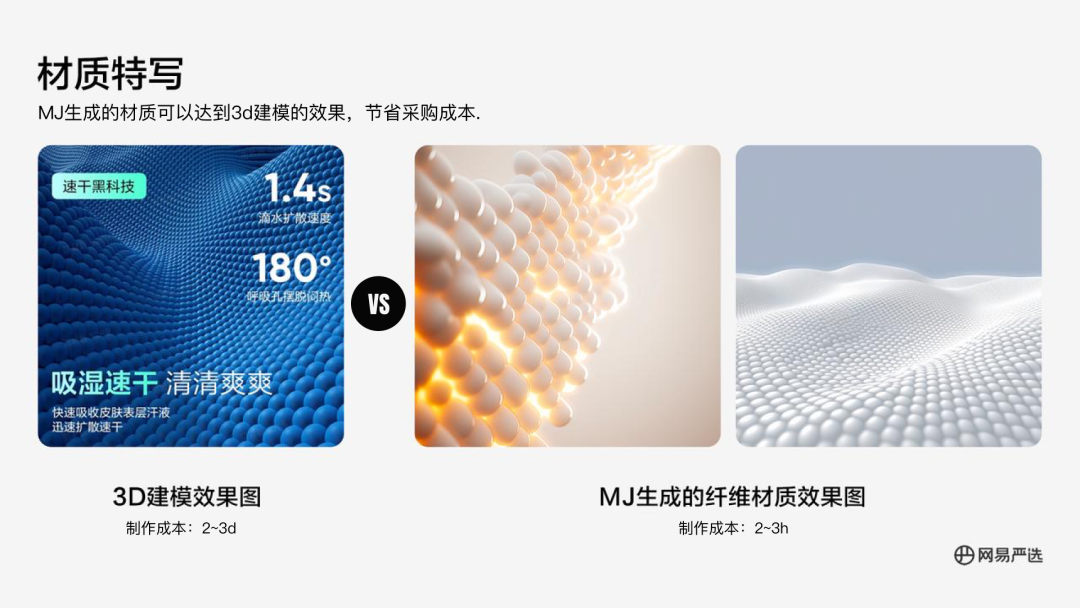 材质特写
MJ生成的材质可以达到3d建模的效果，节省采购成本.
速干黑科技
1.4s
滴水扩散速度
180°
呼吸孔摆脱闷热
吸湿速干 清清爽爽
快速吸收皮肤表层汗液
迅速扩散速干
VS
3D建模效果图
制作成本：2~3d
MJ生成的纤维材质效果图
制作成本：2~3h
网易严选